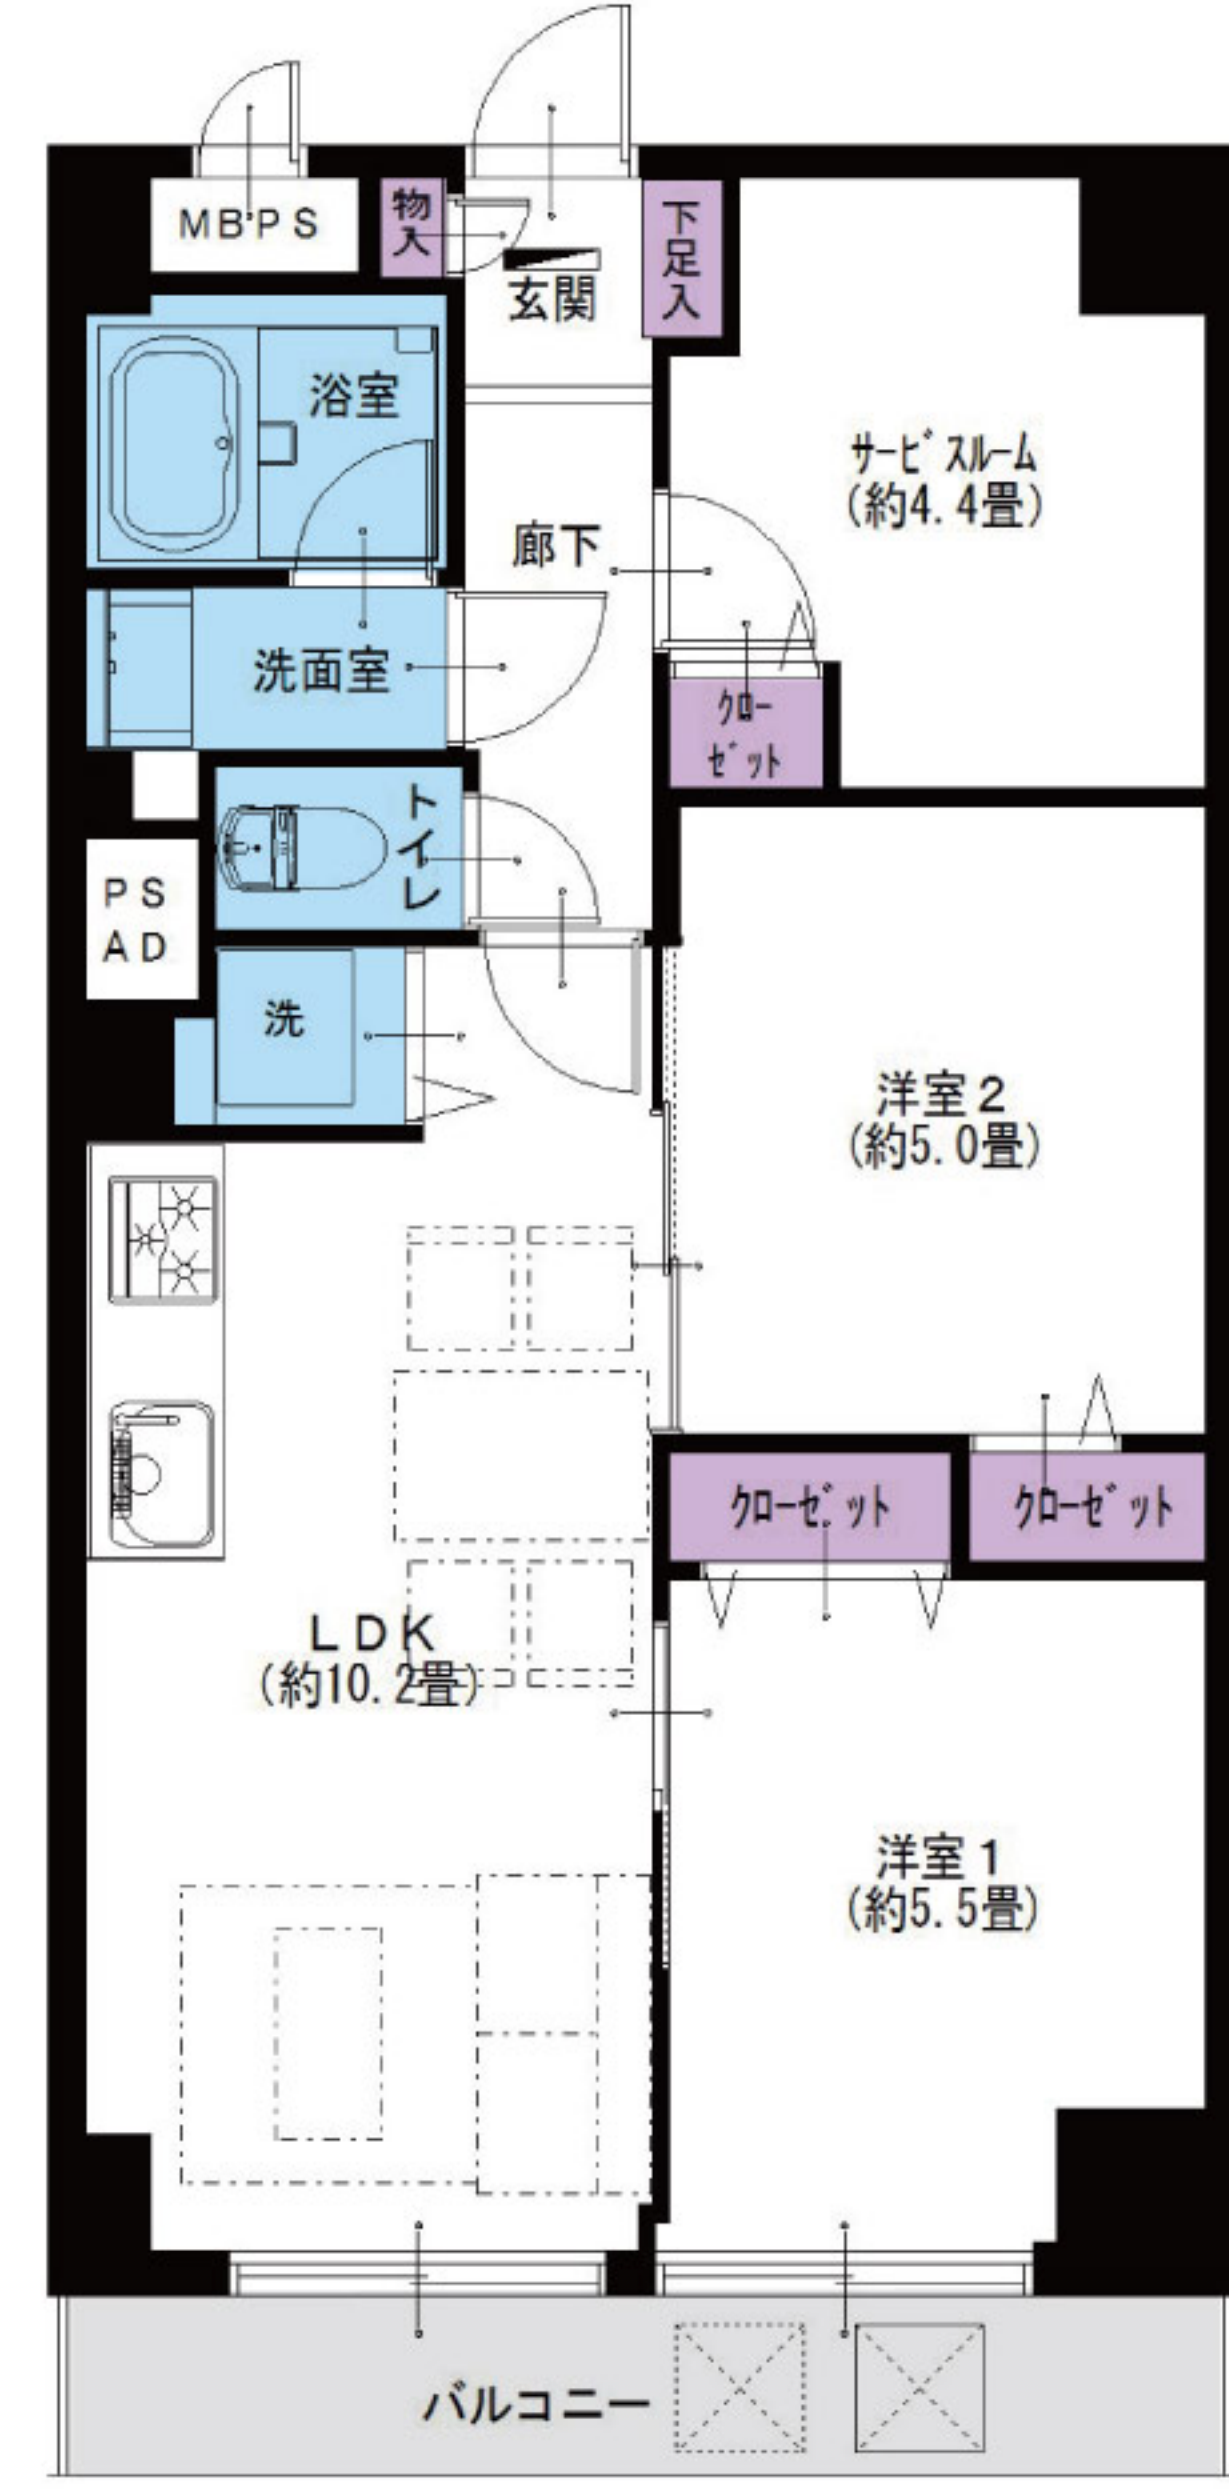 ＭＢＰＳ
物入
下足入
玄関
浴室
ｻｰﾋﾞｽﾙｰﾑ
(約4.4畳)
廊下
洗面室
ｸﾛｰ
ｾﾞｯﾄ
トイレ
ＰＳ
ＡＤ
洗
洋室２
(約5.0畳)
ｸﾛｰｾﾞｯﾄ
ｸﾛｰｾﾞｯﾄ
ＬＤＫ
(約10.2畳)
洋室１
(約5.5畳)
バルコニー